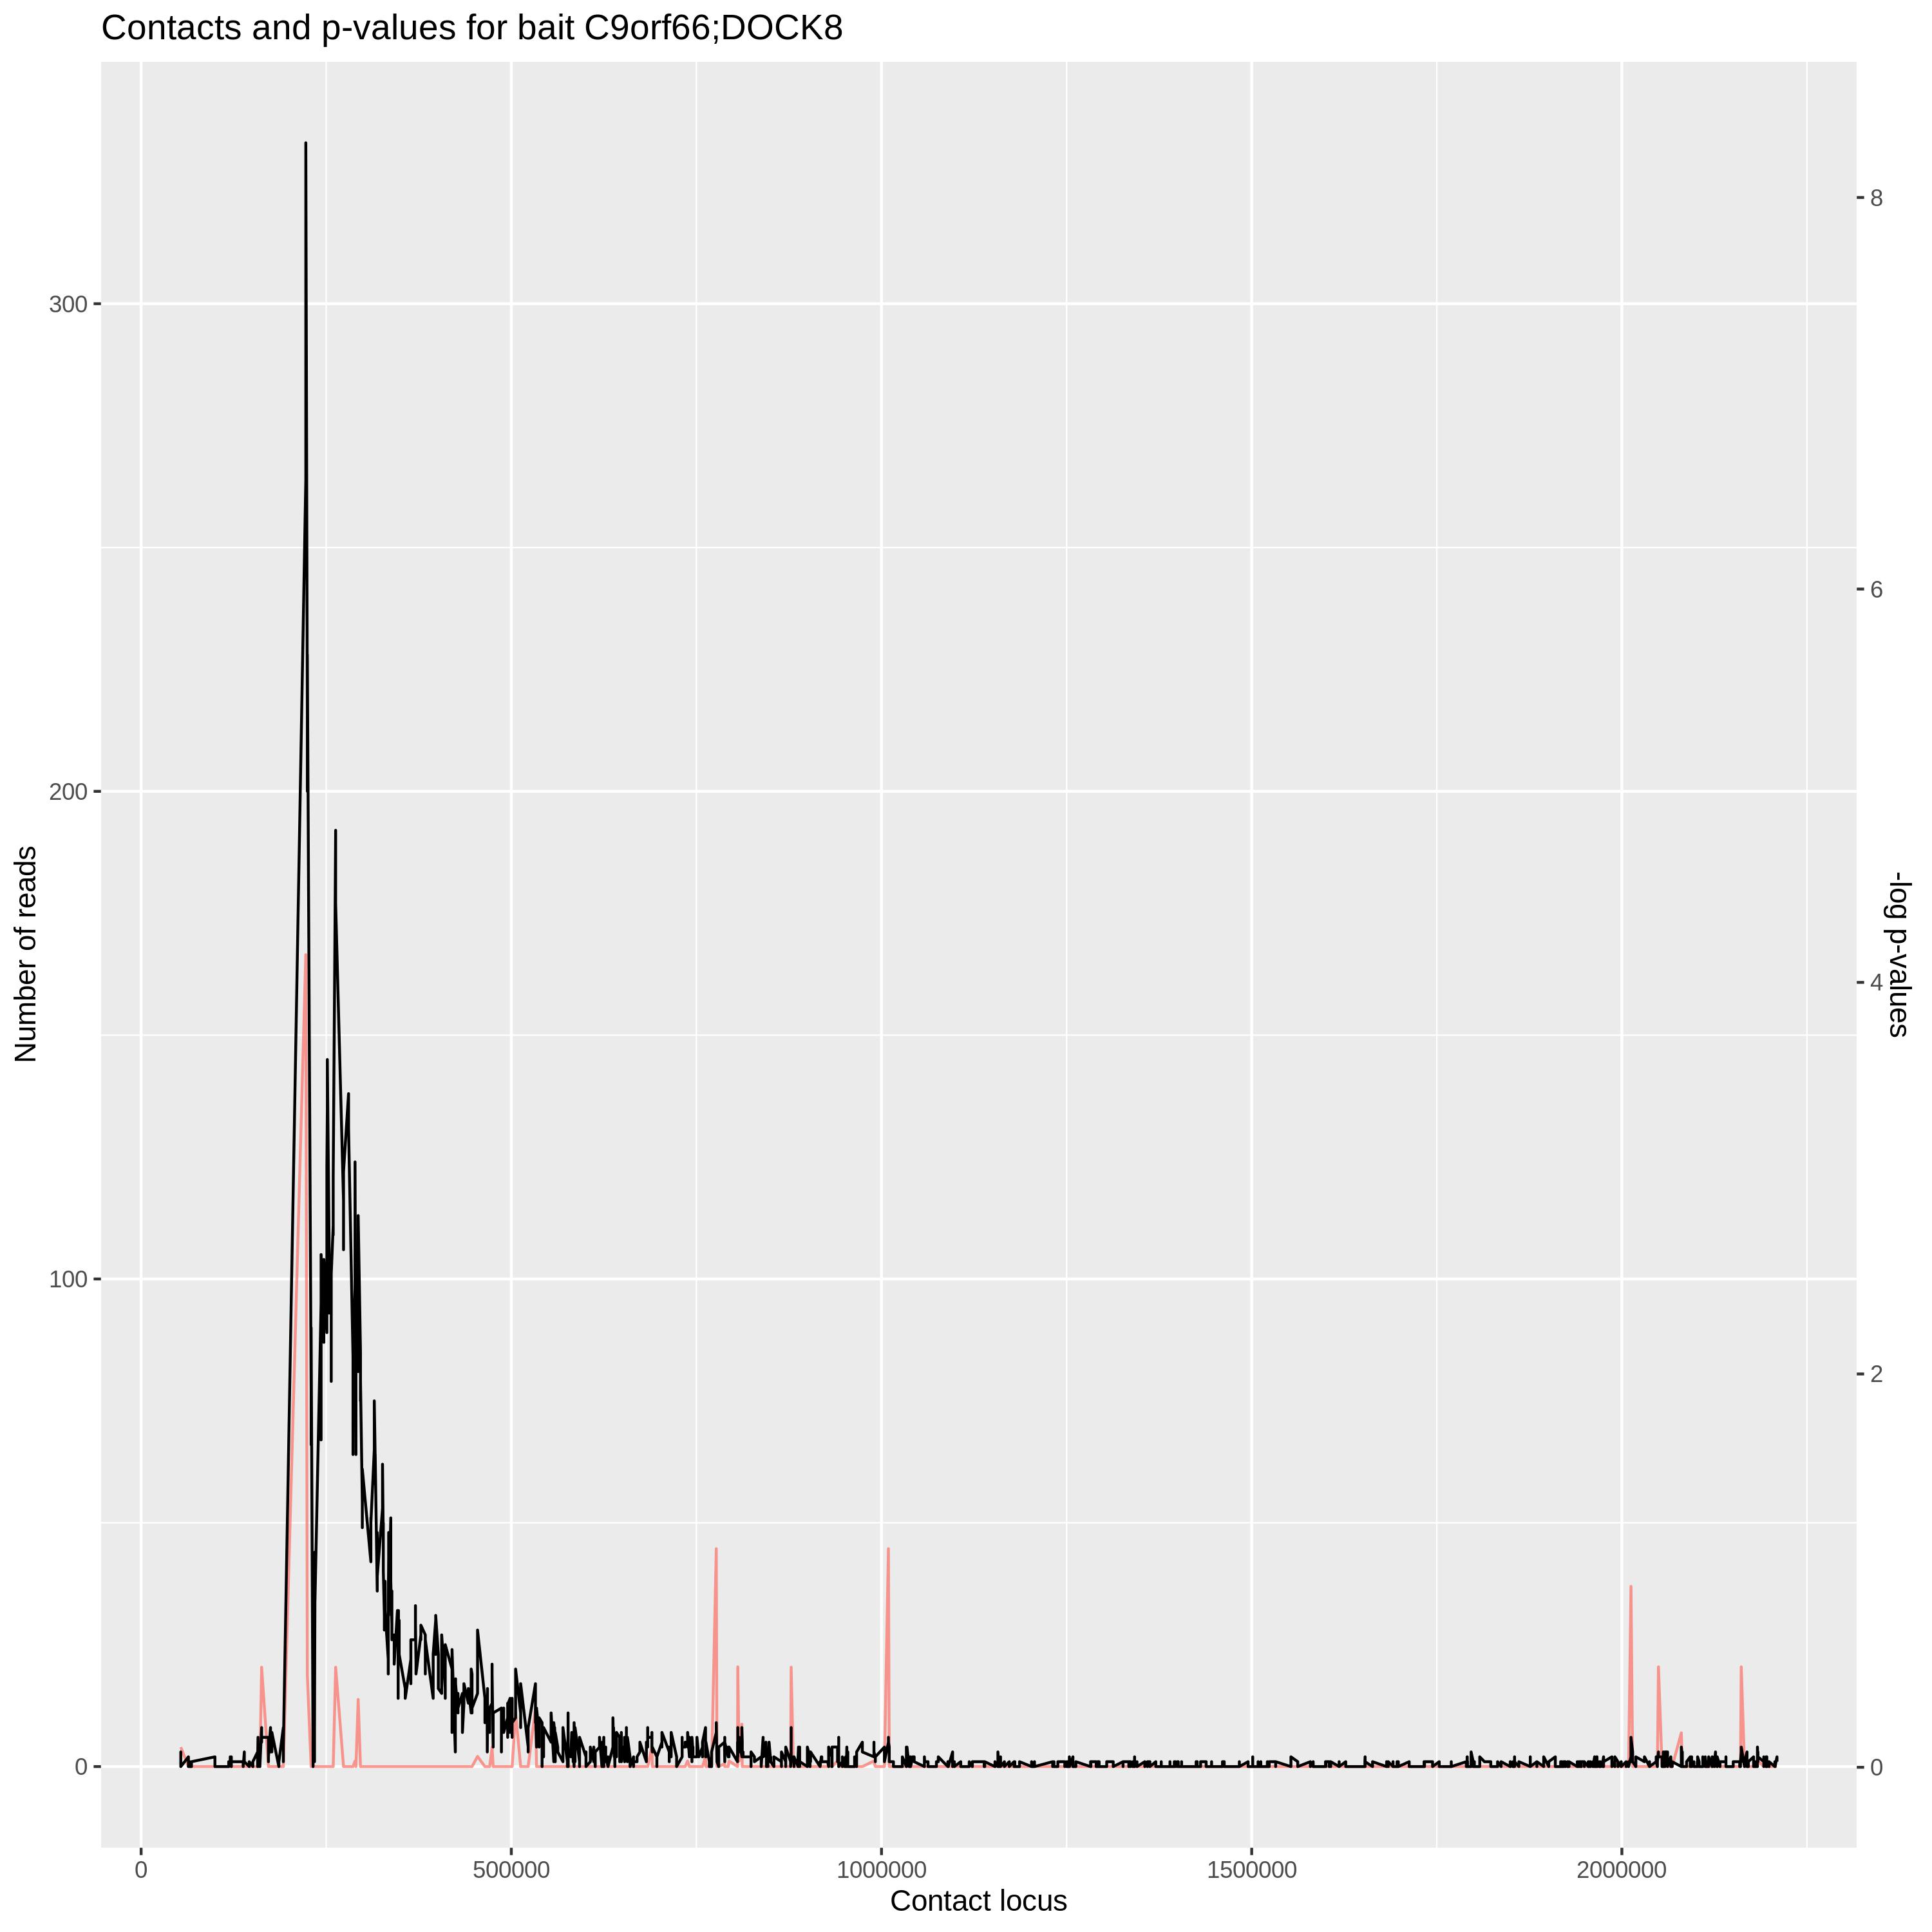 Contacts and p-values for bait C9orf66;DOCK8
Number of reads
300
200
100
0
8
6
4
2
0
-log p-values
0 500000 1000000 1500000 2000000
Contact locus